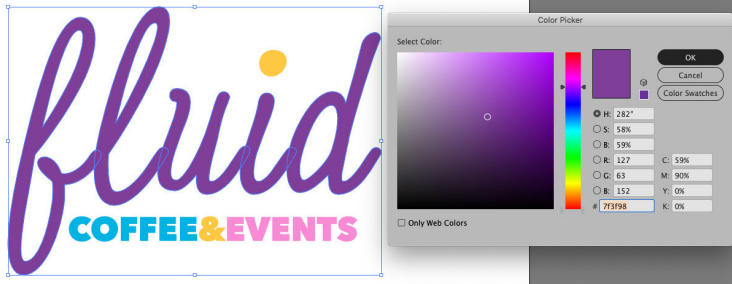 fluid
COFFEE&EVENTS
Color Picker
Select Color:
OK
Cancel
Color Swatches
H: 282°
S: 58%
B: 59%
R: 127 C: 59%
G: 63 M: 90%
B: 152 Y: 0%
# 7f3f98 K: 0%
Only Web Colors